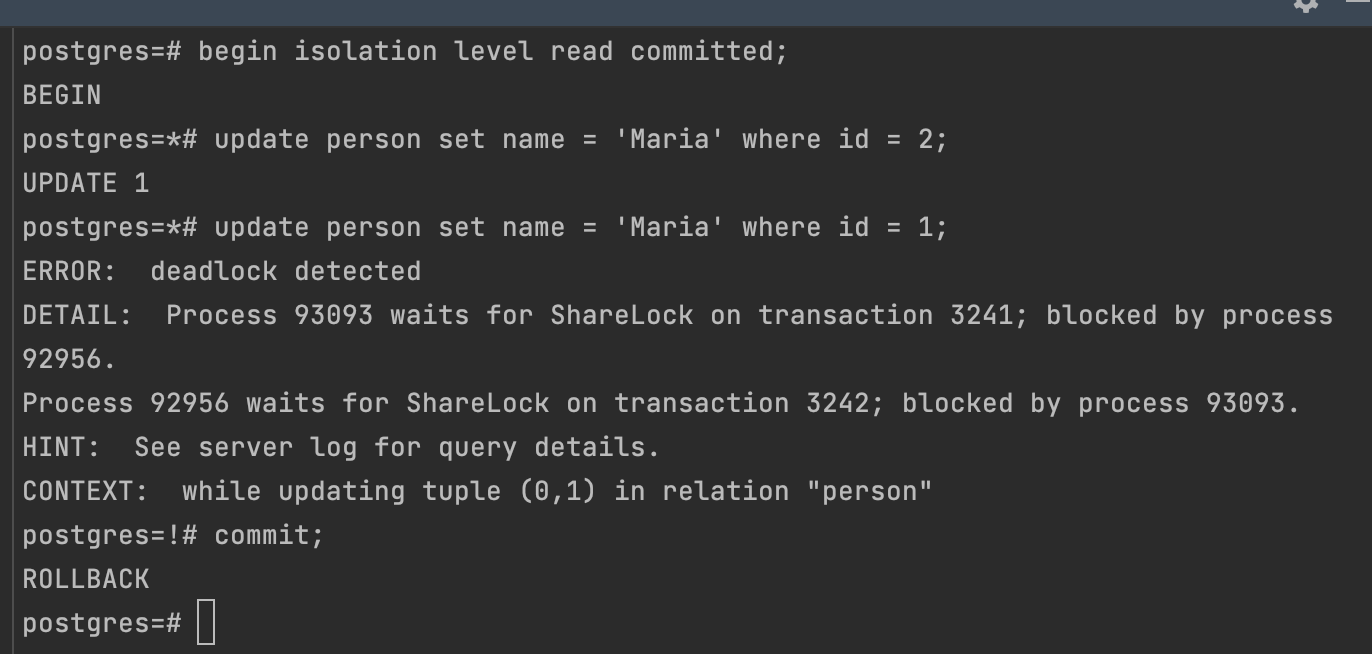 postgres=# begin isolation level read committed;
BEGIN
postgres=*# update person set name = 'Maria' where id = 2;
UPDATE 1
postgres=*# update person set name = 'Maria' where id = 1;
ERROR:  deadlock detected
DETAIL:  Process 93093 waits for ShareLock on transaction 3241; blocked by process
92956.
Process 92956 waits for ShareLock on transaction 3242; blocked by process 93093.
HINT:  See server log for query details.
CONTEXT:  while updating tuple (0,1) in relation "person"
postgres=!# commit;
ROLLBACK
postgres=#